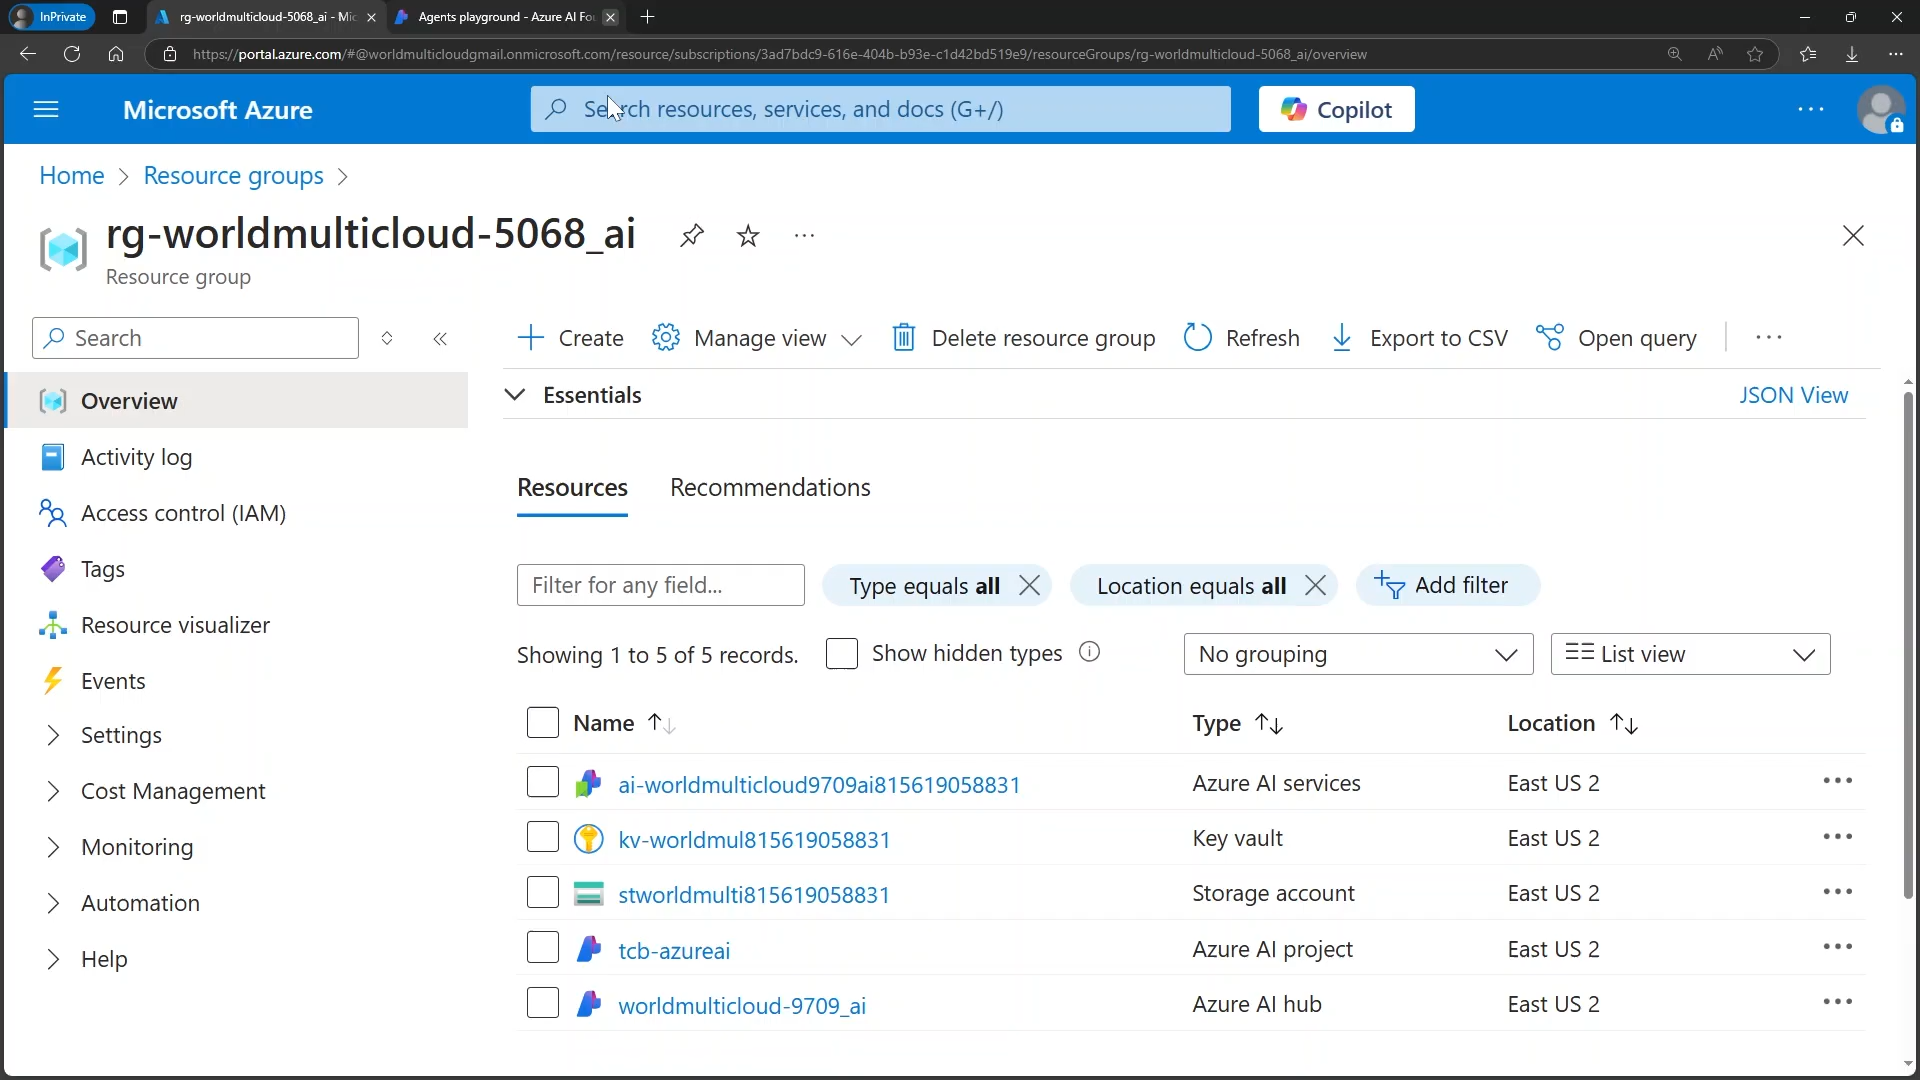 InPrivate
rg-worldmulticloud-5068_ai - Mic
Agents playground - Azure AI Fou
https://portal.azure.com/#@worldmulticloudgmail.onmicrosoft.com/resource/subscriptions/3ad7bdc9-616e-404b-b93e-c1d42bd519e9/resourceGroups/rg-worldmulticloud-5068_ai/overview
Microsoft Azure
Search resources, services, and docs (G+/)
Copilot
Home > Resource groups >
rg-worldmulticloud-5068_ai
Resource group
Search
Create
Manage view
Delete resource group
Refresh
Export to CSV
Open query
Overview
Activity log
Access control (IAM)
Tags
Resource visualizer
Events
Settings
Cost Management
Monitoring
Automation
Help
Essentials
JSON View
Resources
Recommendations
Filter for any field...
Type equals all
Location equals all
Add filter
Showing 1 to 5 of 5 records.
Show hidden types
No grouping
List view
Name Type Location
ai-worldmulticloud9709ai815619058831 Azure AI services East US 2
kv-worldmul815619058831 Key vault East US 2
stworldmulti815619058831 Storage account East US 2
tcb-azureai Azure AI project East US 2
worldmulticloud-9709_ai Azure AI hub East US 2